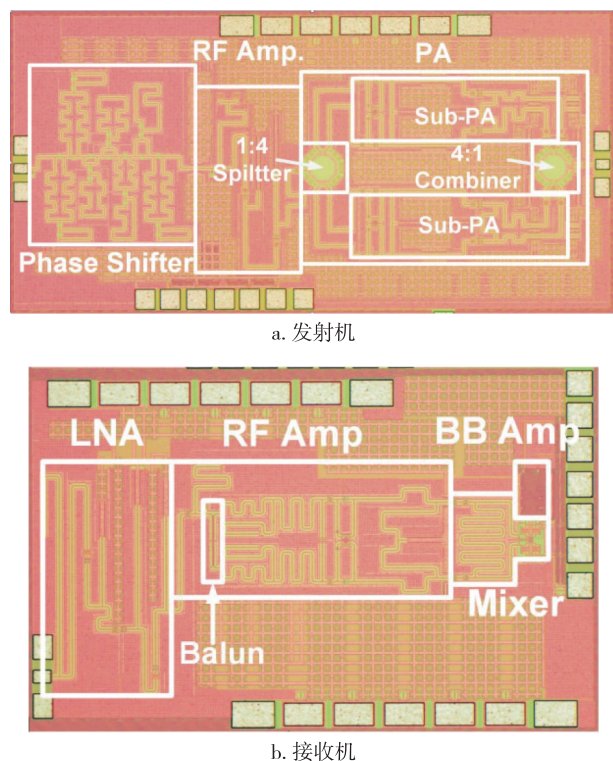 RF Amp.
PA
Sub-PA
1:4
Spiltter
4:1
Combiner
Sub-PA
Phase Shifter
a. 发射机
LNA
RF Amp
BB Amp
Mixer
Balun
b. 接收机